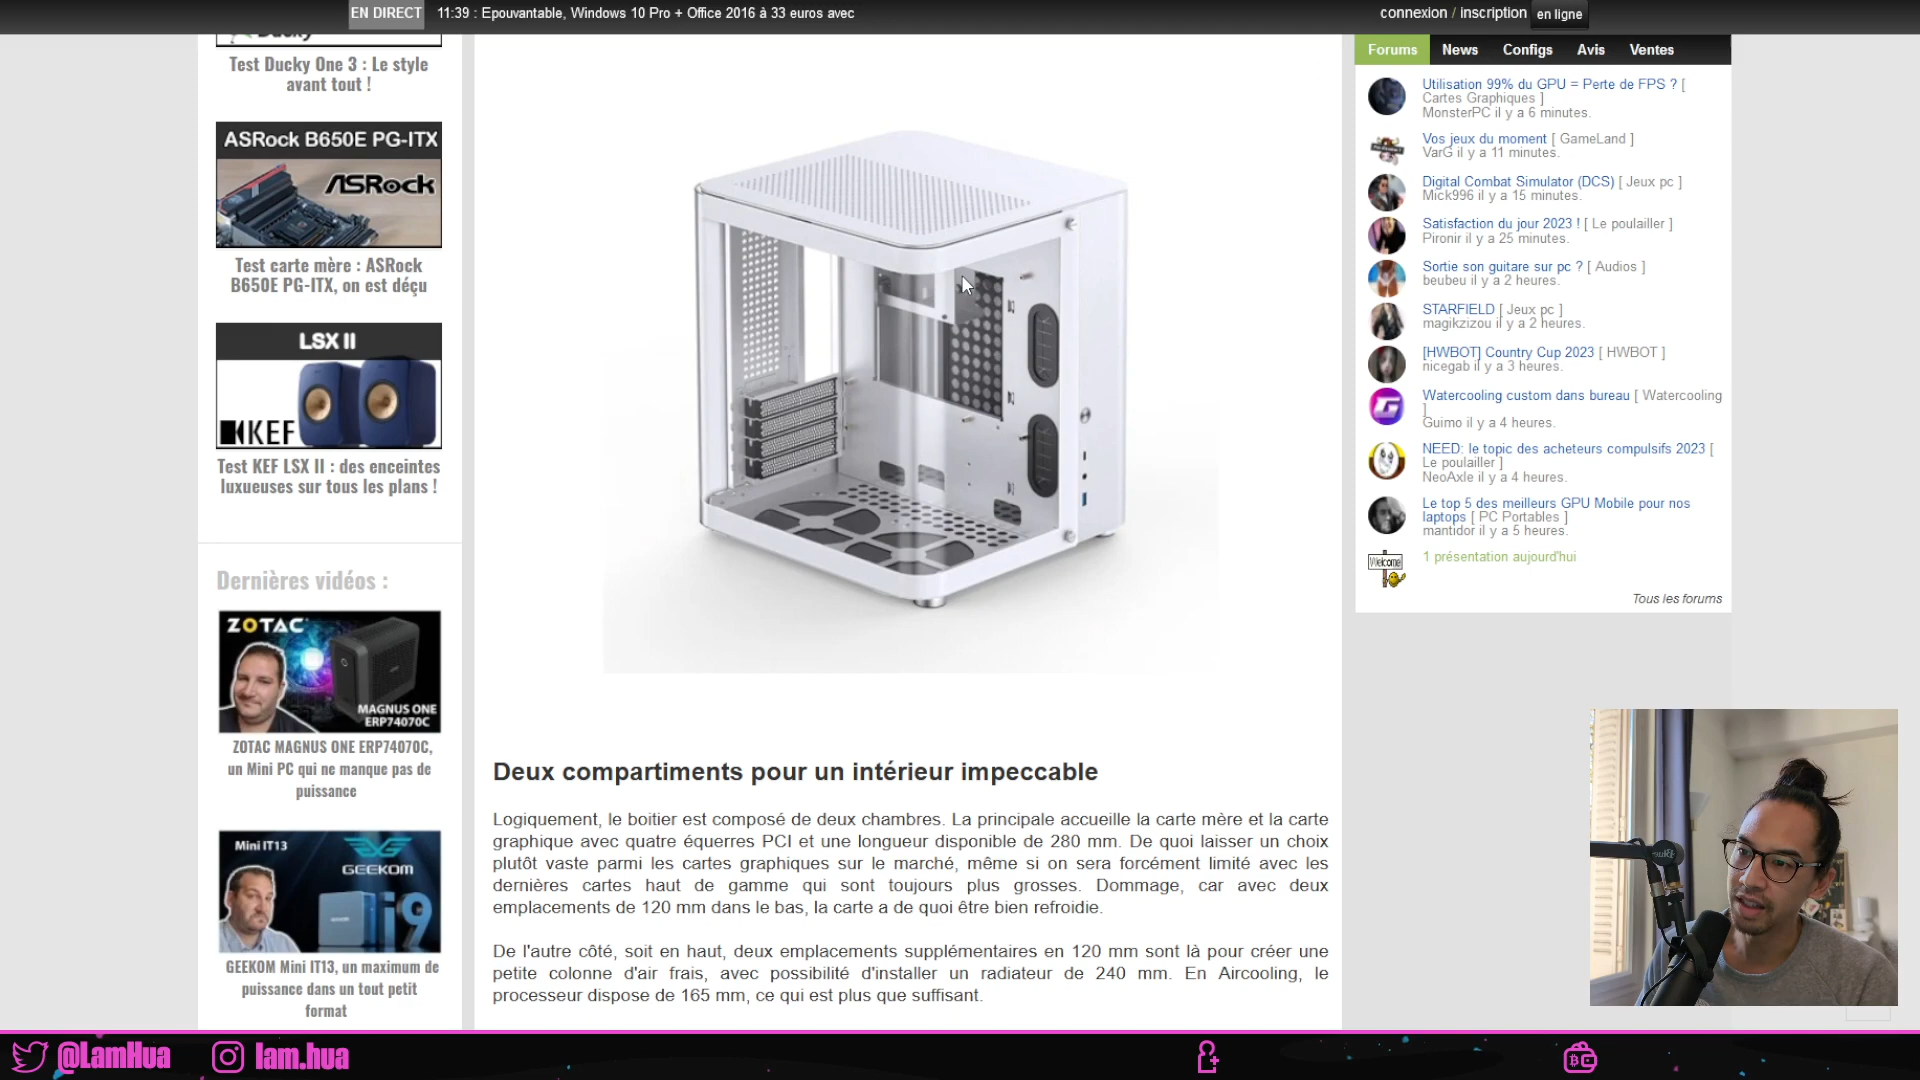 EN DIRECT 11:39 : Epouvantable, Windows 10 Pro + Office 2016 à 33 euros avec
connexion / inscription en ligne
Test Ducky One 3 : Le style
avant tout !
ASRock B650E PG-ITX
ASRock
Test carte mère : ASRock
B650E PG-ITX, on est déçu
LSX II
KEF
Test KEF LSX II : des enceintes
luxueuses sur tous les plans !
Dernières vidéos :
ZOTAC
MAGNUS ONE
ERP74070C
ZOTAC MAGNUS ONE ERP74070C,
un Mini PC qui ne manque pas de
puissance
Mini IT13
GEEKOM
i9
GEEKOM Mini IT13, un maximum de
puissance dans un tout petit
format
Deux compartiments pour un intérieur impeccable
Logiquement, le boitier est composé de deux chambres. La principale accueille la carte mère et la carte
graphique avec quatre équerres PCI et une longueur disponible de 280 mm. De quoi laisser un choix
plutôt vaste parmi les cartes graphiques sur le marché, même si on sera forcément limité avec les
dernières cartes haut de gamme qui sont toujours plus grosses. Dommage, car avec deux
emplacements de 120 mm dans le bas, la carte a de quoi être bien refroidie.
De l'autre côté, soit en haut, deux emplacements supplémentaires en 120 mm sont là pour créer une
petite colonne d'air frais, avec possibilité d'installer un radiateur de 240 mm. En Aircooling, le
processeur dispose de 165 mm, ce qui est plus que suffisant.
Forums News Configs Avis Ventes
Utilisation 99% du GPU = Perte de FPS ? [
Cartes Graphiques ]
MonsterPC il y a 6 minutes.
Vos jeux du moment [ GameLand ]
VarG il y a 11 minutes.
Digital Combat Simulator (DCS) [ Jeux pc ]
Mick996 il y a 15 minutes.
Satisfaction du jour 2023 ! [ Le poulailler ]
Pironir il y a 25 minutes.
Sortie son guitare sur pc ? [ Audios ]
beubeu il y a 2 heures.
STARFIELD [ Jeux pc ]
magikzizou il y a 2 heures.
[HWBOT] Country Cup 2023 [ HWBOT ]
nicegab il y a 3 heures.
Watercooling custom dans bureau [ Watercooling
]
Guimo il y a 4 heures.
NEED: le topic des acheteurs compulsifs 2023 [
Le poulailler ]
NeoAxle il y a 4 heures.
Le top 5 des meilleurs GPU Mobile pour nos
laptops [ PC Portables ]
mantidor il y a 5 heures.
Welcome
1 présentation aujourd'hui
Tous les forums
@LamHua lam.hua